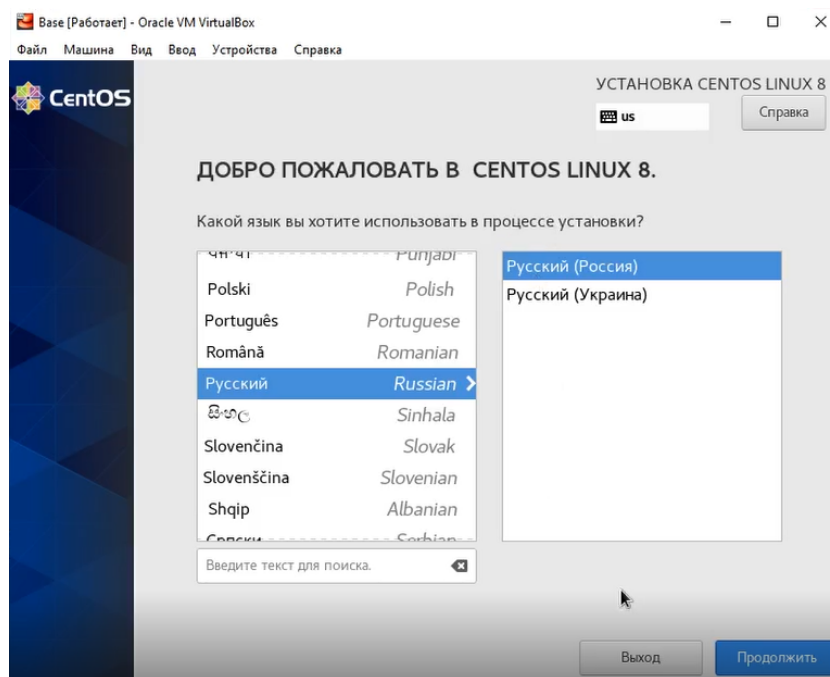 Base [Работает] - Oracle VM VirtualBox
Файл Машина Вид Ввод Устройства Справка
CentOS
УСТАНОВКА CENTOS LINUX 8
us
Справка
ДОБРО ПОЖАЛОВАТЬ В CENTOS LINUX 8.
Какой язык вы хотите использовать в процессе установки?
Punjabi
Polski Polish
Português Portuguese
Română Romanian
Русский Russian
සිංහල Sinhala
Slovenčina Slovak
Slovenščina Slovenian
Shqip Albanian
Српски Serbian
Русский (Россия)
Русский (Украина)
Введите текст для поиска.
Выход
Продолжить